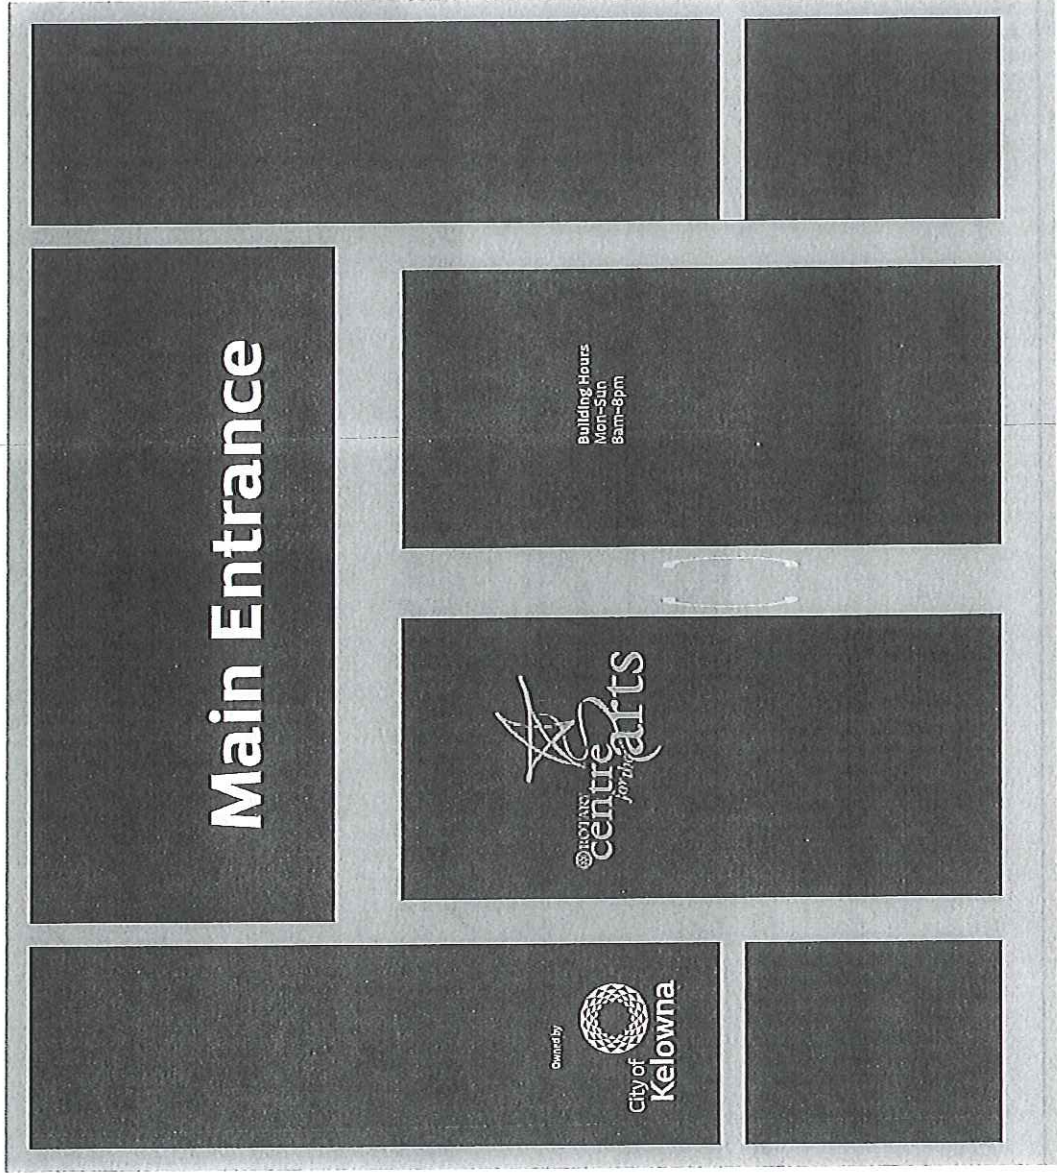 Main Entrance
Owned by
City of
Kelowna
ROTARY
centre
for the
arts
Building Hours
Mon–Sun
8am–8pm